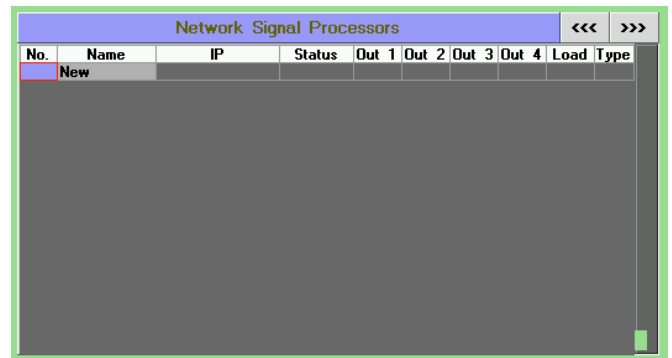 Network Signal Processors <<< >>>
No. Name IP Status Out 1 Out 2 Out 3 Out 4 Load Type
New